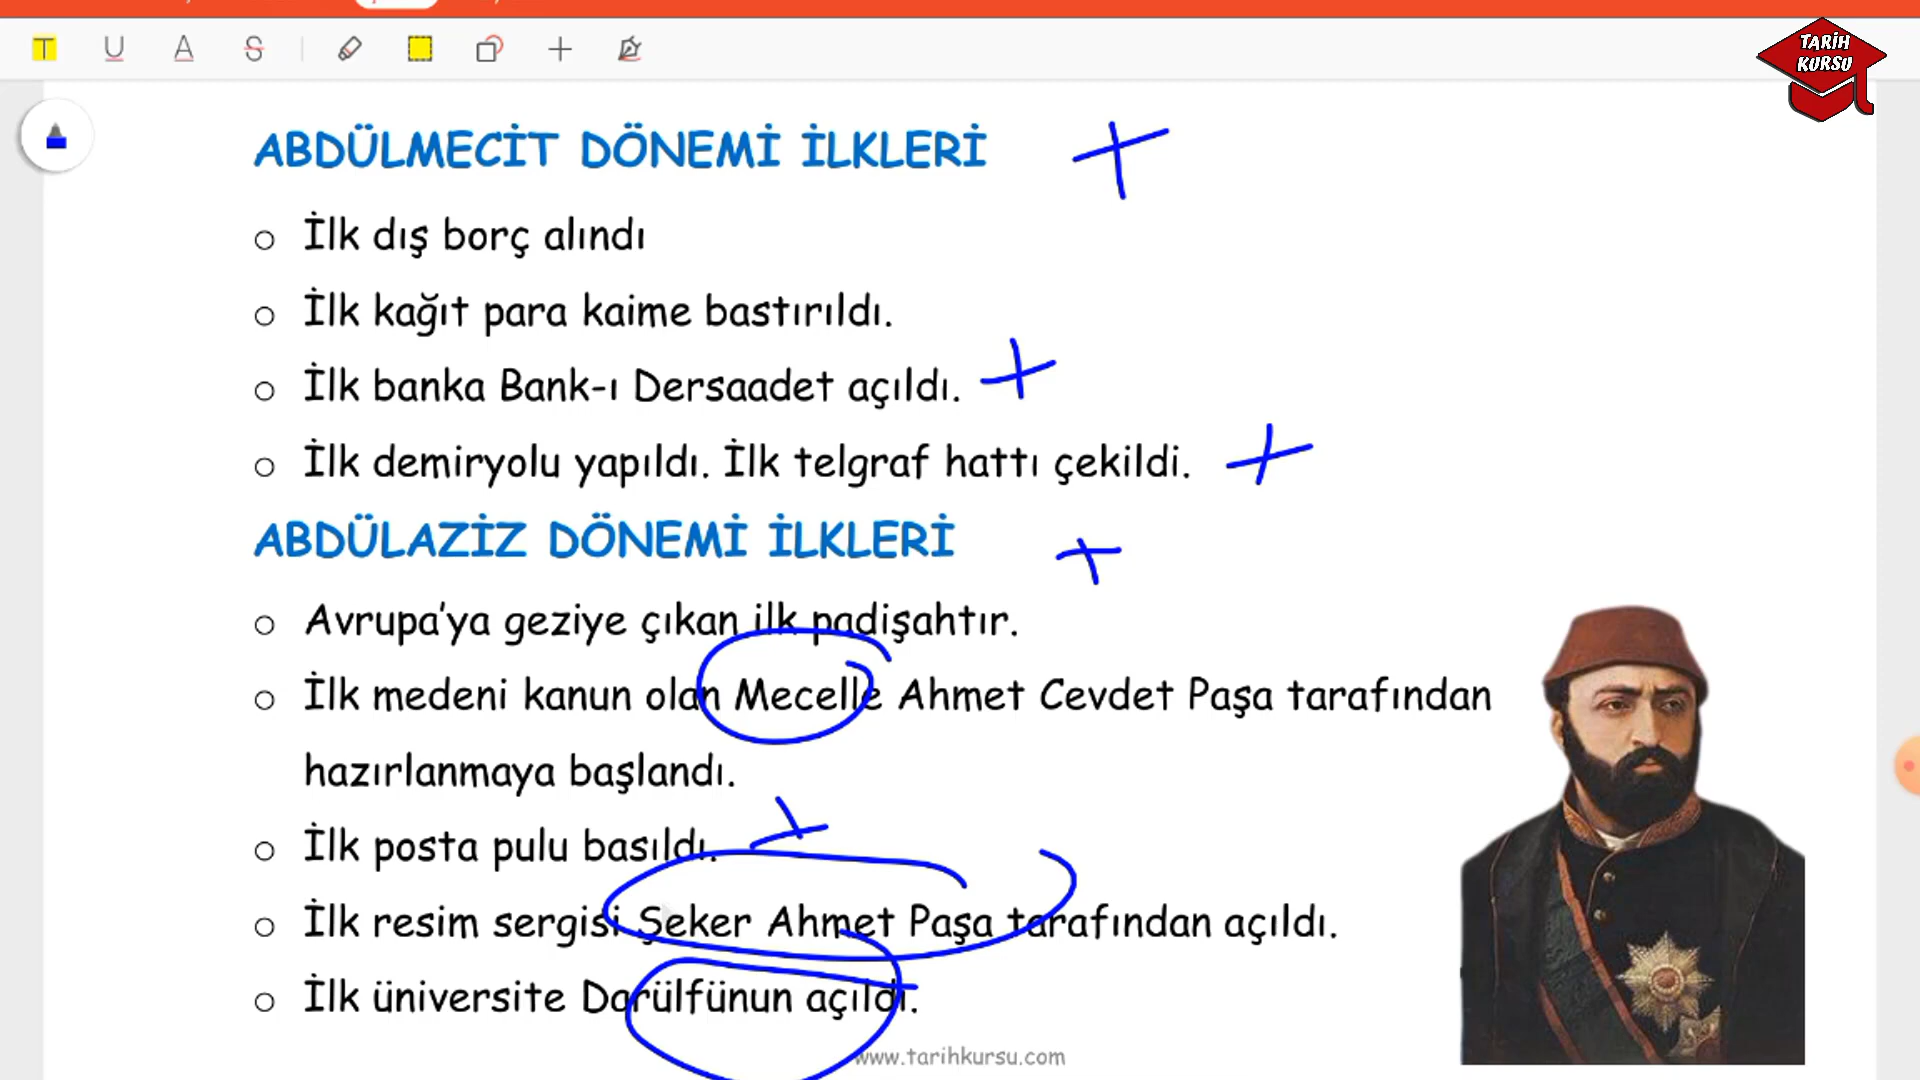 TARİH
KURSU
ABDÜLMECİT DÖNEMİ İLKLERİ
o İlk dış borç alındı
o İlk kağıt para kaime bastırıldı.
o İlk banka Bank-ı Dersaadet açıldı.
o İlk demiryolu yapıldı. İlk telgraf hattı çekildi.
ABDÜLAZİZ DÖNEMİ İLKLERİ
o Avrupa'ya geziye çıkan ilk padişahtır.
o İlk medeni kanun olan Mecelle Ahmet Cevdet Paşa tarafından
hazırlanmaya başlandı.
o İlk posta pulu basıldı.
o İlk resim sergisi Şeker Ahmet Paşa tarafından açıldı.
o İlk üniversite Darülfünun açıldı.
www.tarihkursu.com